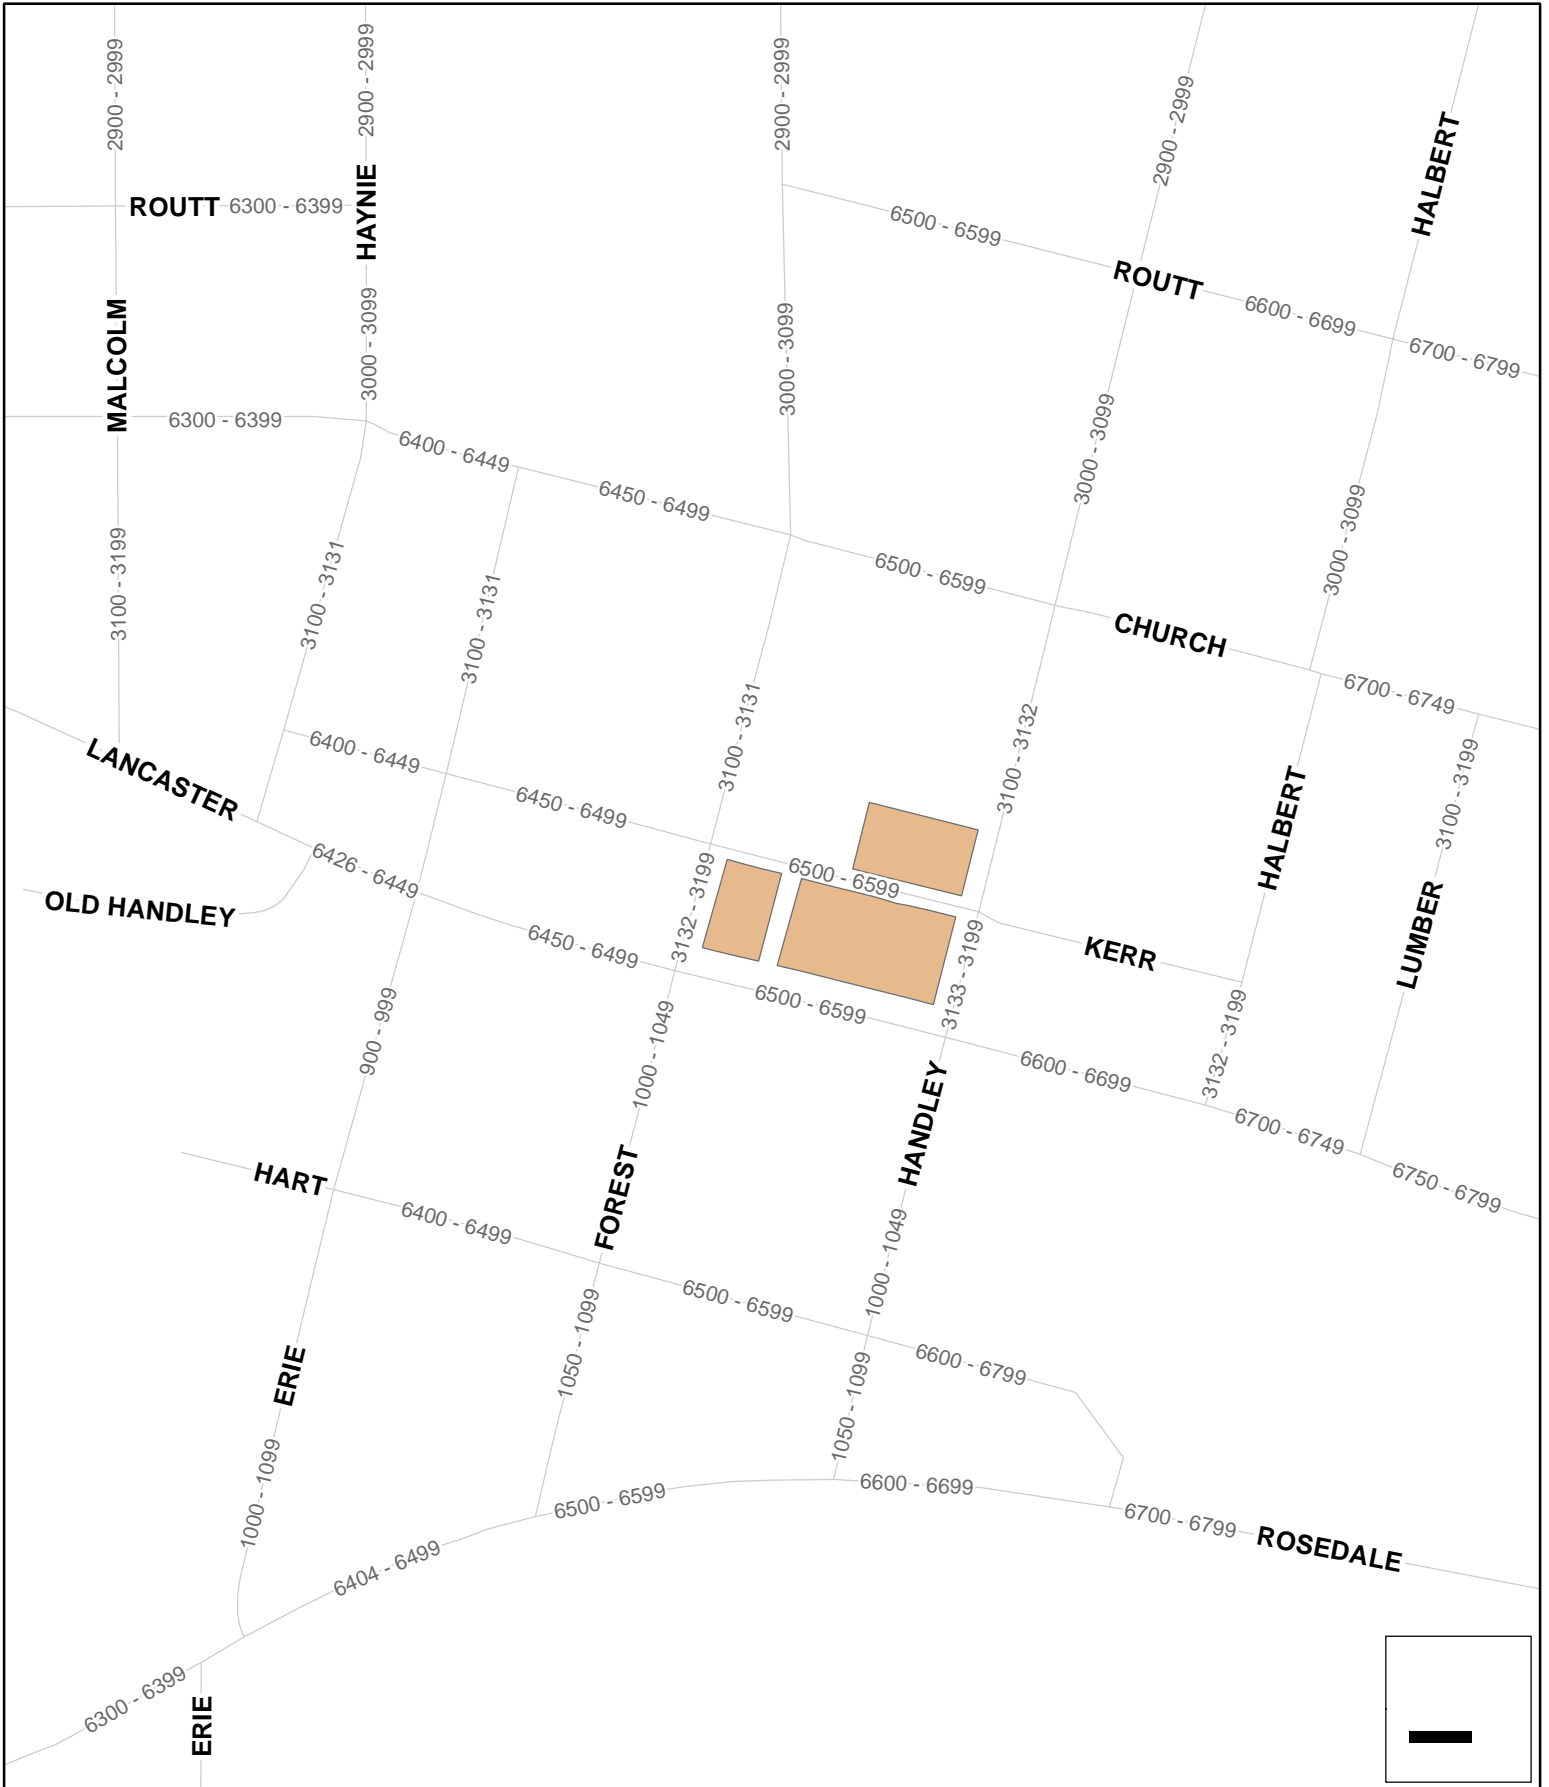 2900 - 2999
2900 - 2999
2900 - 2999
2900 - 2999
HALBERT
ROUTT 6300 - 6399
HAYNIE
6500 - 6599
ROUTT
6600 - 6699
6700 - 6799
MALCOLM
3000 - 3099
3000 - 3099
3000 - 3099
3000 - 3099
6300 - 6399
6400 - 6449
6450 - 6499
6500 - 6599
CHURCH
6700 - 6749
3100 - 3199
3100 - 3131
3100 - 3131
3100 - 3131
3100 - 3132
HALBERT
3100 - 3199
LANCASTER
6400 - 6449
6450 - 6499
6500 - 6599
KERR
LUMBER
6426 - 6449
OLD HANDLEY
3132 - 3199
3133 - 3199
3132 - 3199
6450 - 6499
6500 - 6599
6600 - 6699
6700 - 6749
6750 - 6799
900 - 999
1000 - 1049
HANDLEY
HART
FOREST
6400 - 6499
1000 - 1049
6500 - 6599
6600 - 6799
ERIE
1050 - 1099
1050 - 1099
1000 - 1099
6500 - 6599
6600 - 6699
6700 - 6799
ROSEDALE
6404 - 6499
6300 - 6399
ERIE